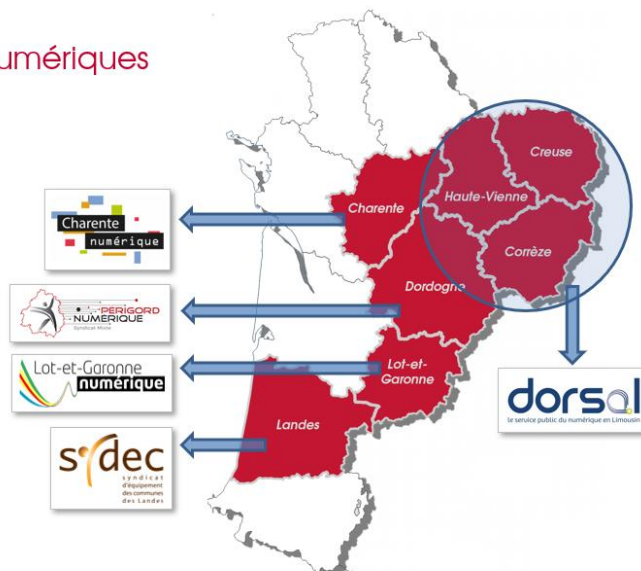 umériques
Creuse
Haute-Vienne
Charente
Corrèze
Dordogne
Lot-et-
Garonne
Landes
Charente
numérique
PERIGORD
NUMERIQUE
Syndicat Mixte
Lot-et-Garonne
numérique
sydec
syndicat
d'équipement
des communes
des Landes
dorsal
le service public du numérique en Limousin